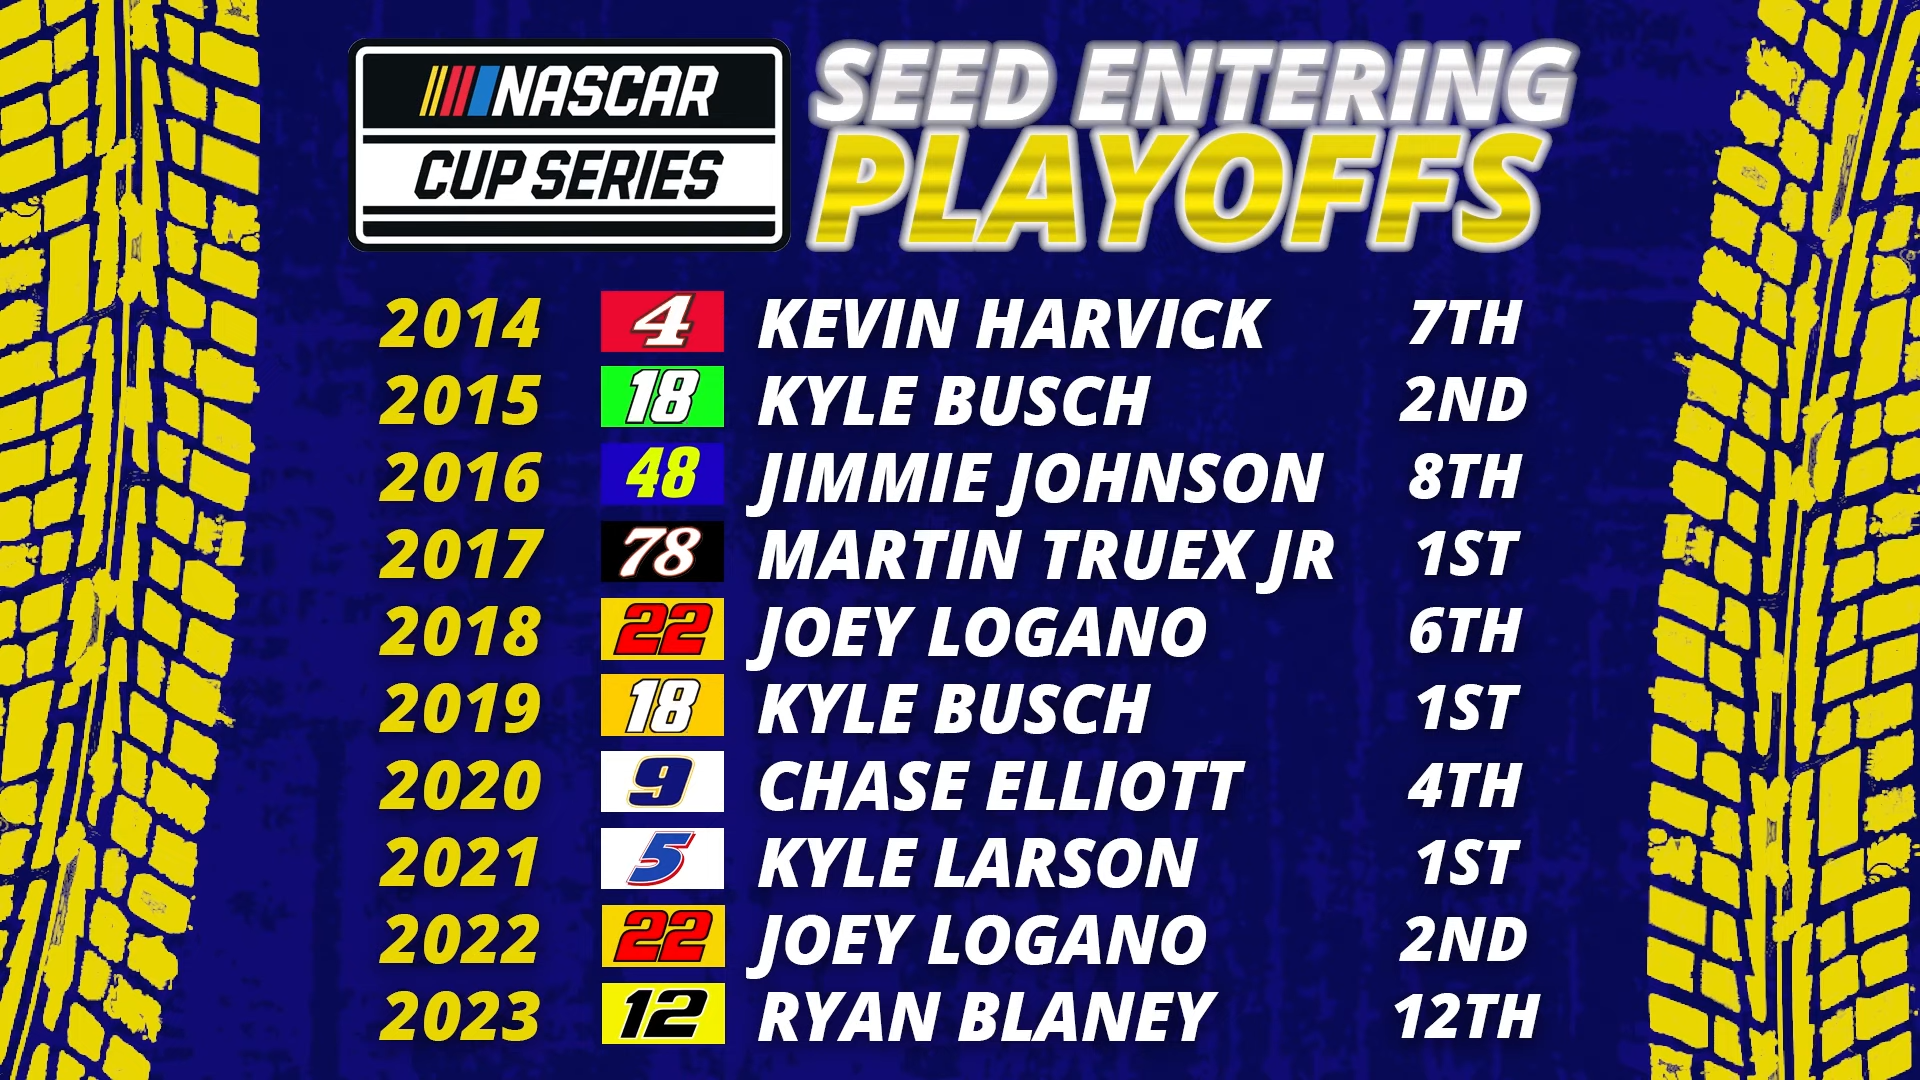 NASCAR
CUP SERIES
SEED ENTERING
PLAYOFFS
2014 4 KEVIN HARVICK 7TH
2015 18 KYLE BUSCH 2ND
2016 48 JIMMIE JOHNSON 8TH
2017 78 MARTIN TRUEX JR 1ST
2018 22 JOEY LOGANO 6TH
2019 18 KYLE BUSCH 1ST
2020 9 CHASE ELLIOTT 4TH
2021 5 KYLE LARSON 1ST
2022 22 JOEY LOGANO 2ND
2023 12 RYAN BLANEY 12TH